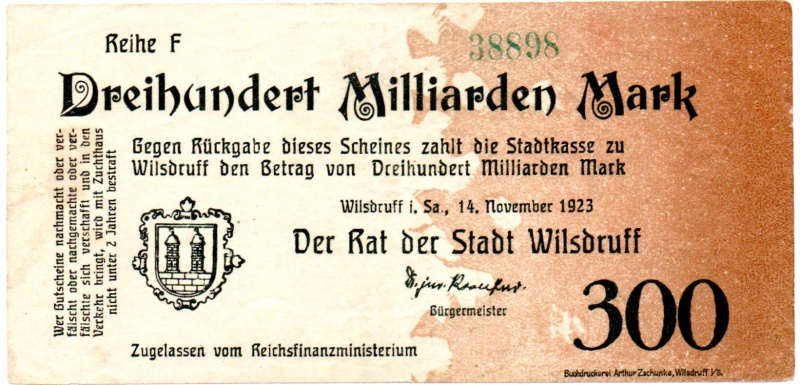 Reihe F
38898
Dreihundert Milliarden Mark
Gegen Rückgabe dieses Scheines zahlt die Stadtkasse zu
Wilsdruff den Betrag von Dreihundert Milliarden Mark
Wilsdruff i. Sa., 14. November 1923
Der Rat der Stadt Wilsdruff
Bürgermeister
300
Zugelassen vom Reichsfinanzministerium
Buchdruckerei Arthur Zschunke, Wilsdruff i/S.
Wer Gutscheine nachmacht oder ver-
fälscht oder nachgemachte oder ver-
fälschte sich verschafft und in den
Verkehr bringt, wird mit Zuchthaus
nicht unter 2 Jahren bestraft